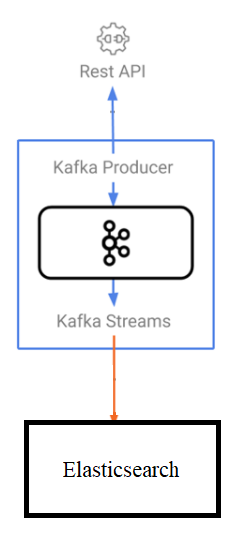 Rest API
Kafka Producer
Kafka Streams
Elasticsearch